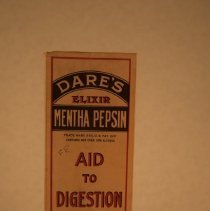 DARE'S
ELIXIR
MENTHA PEPSIN
AID
TO
DIGESTION